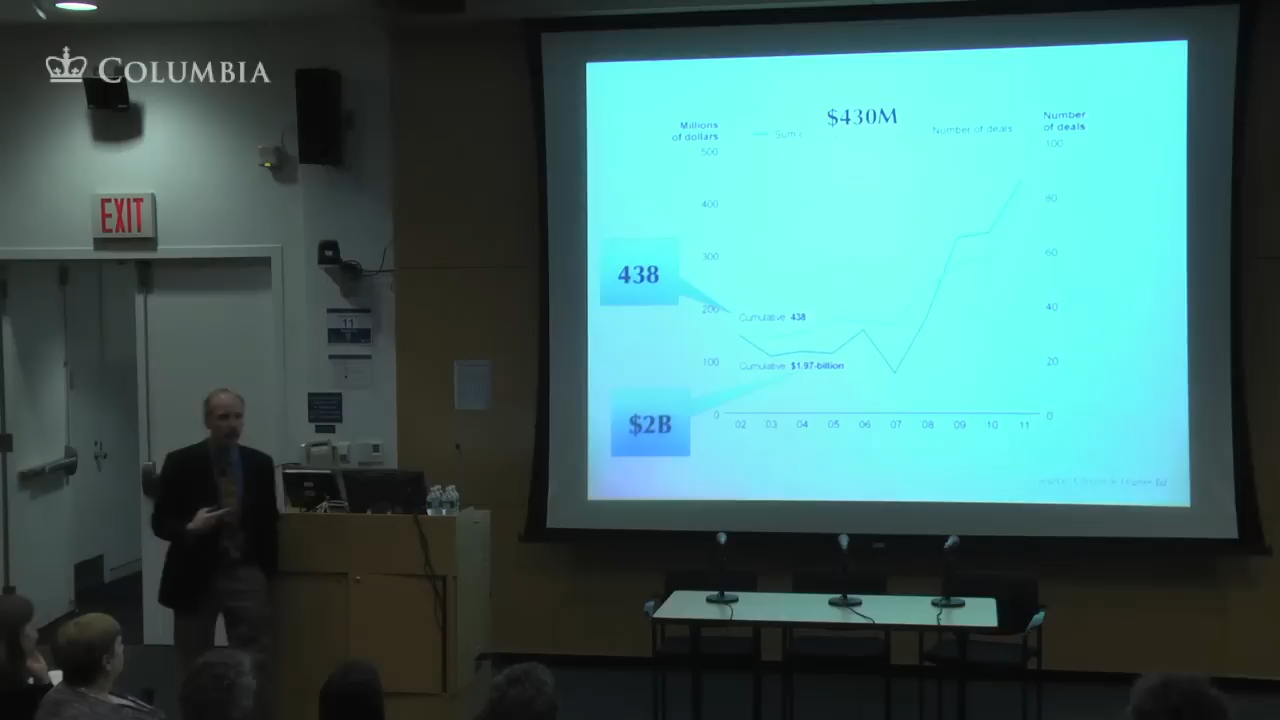 COLUMBIA
EXIT
11
$430M
Millions
of dollars
Number of deals
Number
of deals
500
400
300
200
100
0
100
80
60
40
20
0
438
Cumulative 438
Cumulative $1.97-billion
$2B
02 03 04 05 06 07 08 09 10 11